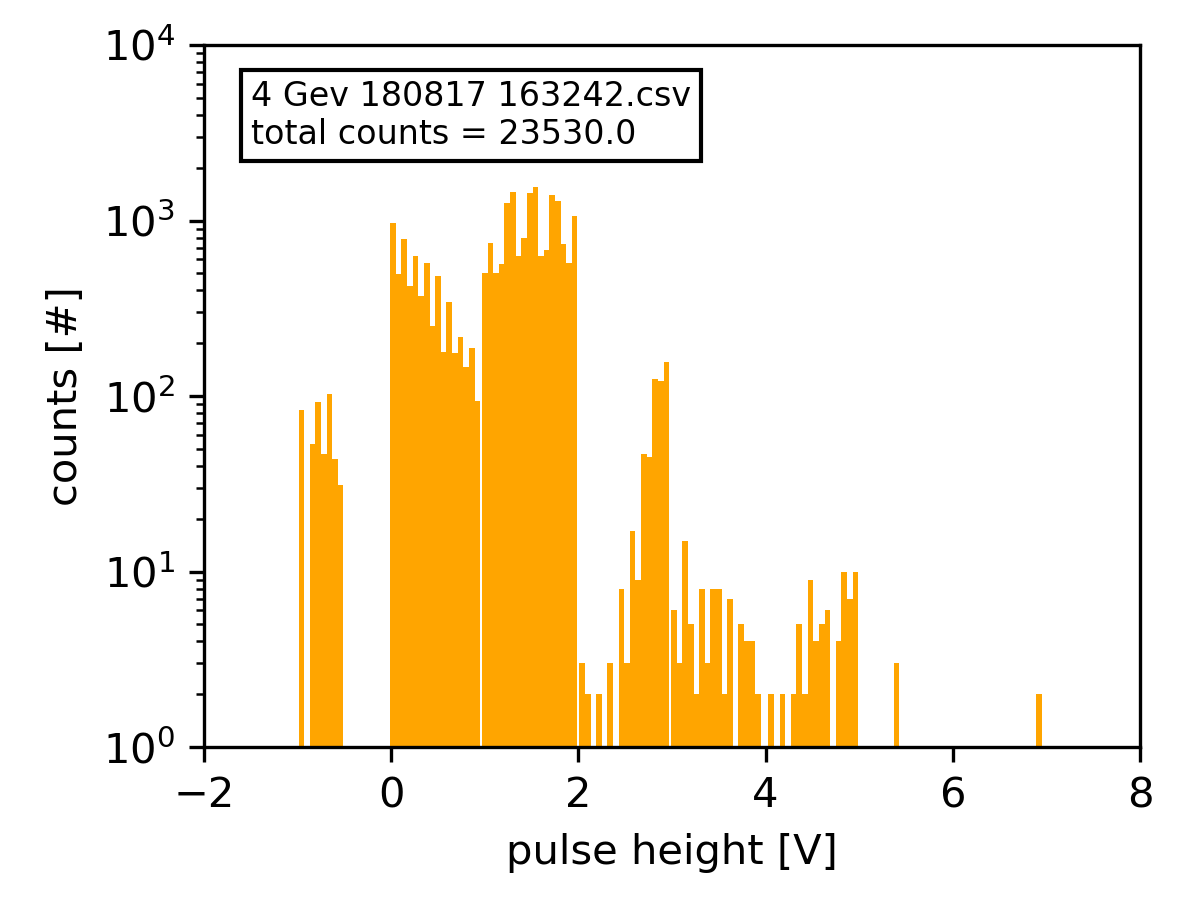 4 Gev 180817 163242.csv
total counts = 23530.0
10⁴
10³
10²
10¹
10⁰
counts [#]
−2 0 2 4 6 8
pulse height [V]